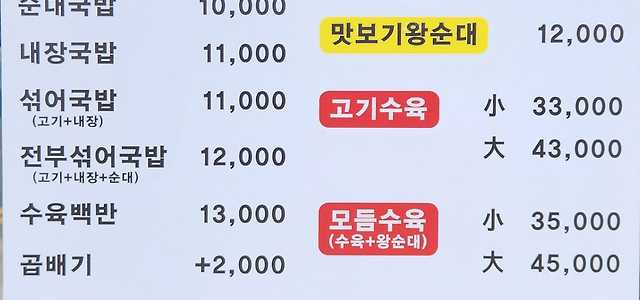 순대국밥 10,000
내장국밥 11,000
섞어국밥 11,000
(고기+내장)
전부섞어국밥 12,000
(고기+내장+순대)
수육백반 13,000
곱배기 +2,000
맛보기왕순대 12,000
고기수육 小 33,000
大 43,000
모듬수육 小 35,000
(수육+왕순대)
大 45,000